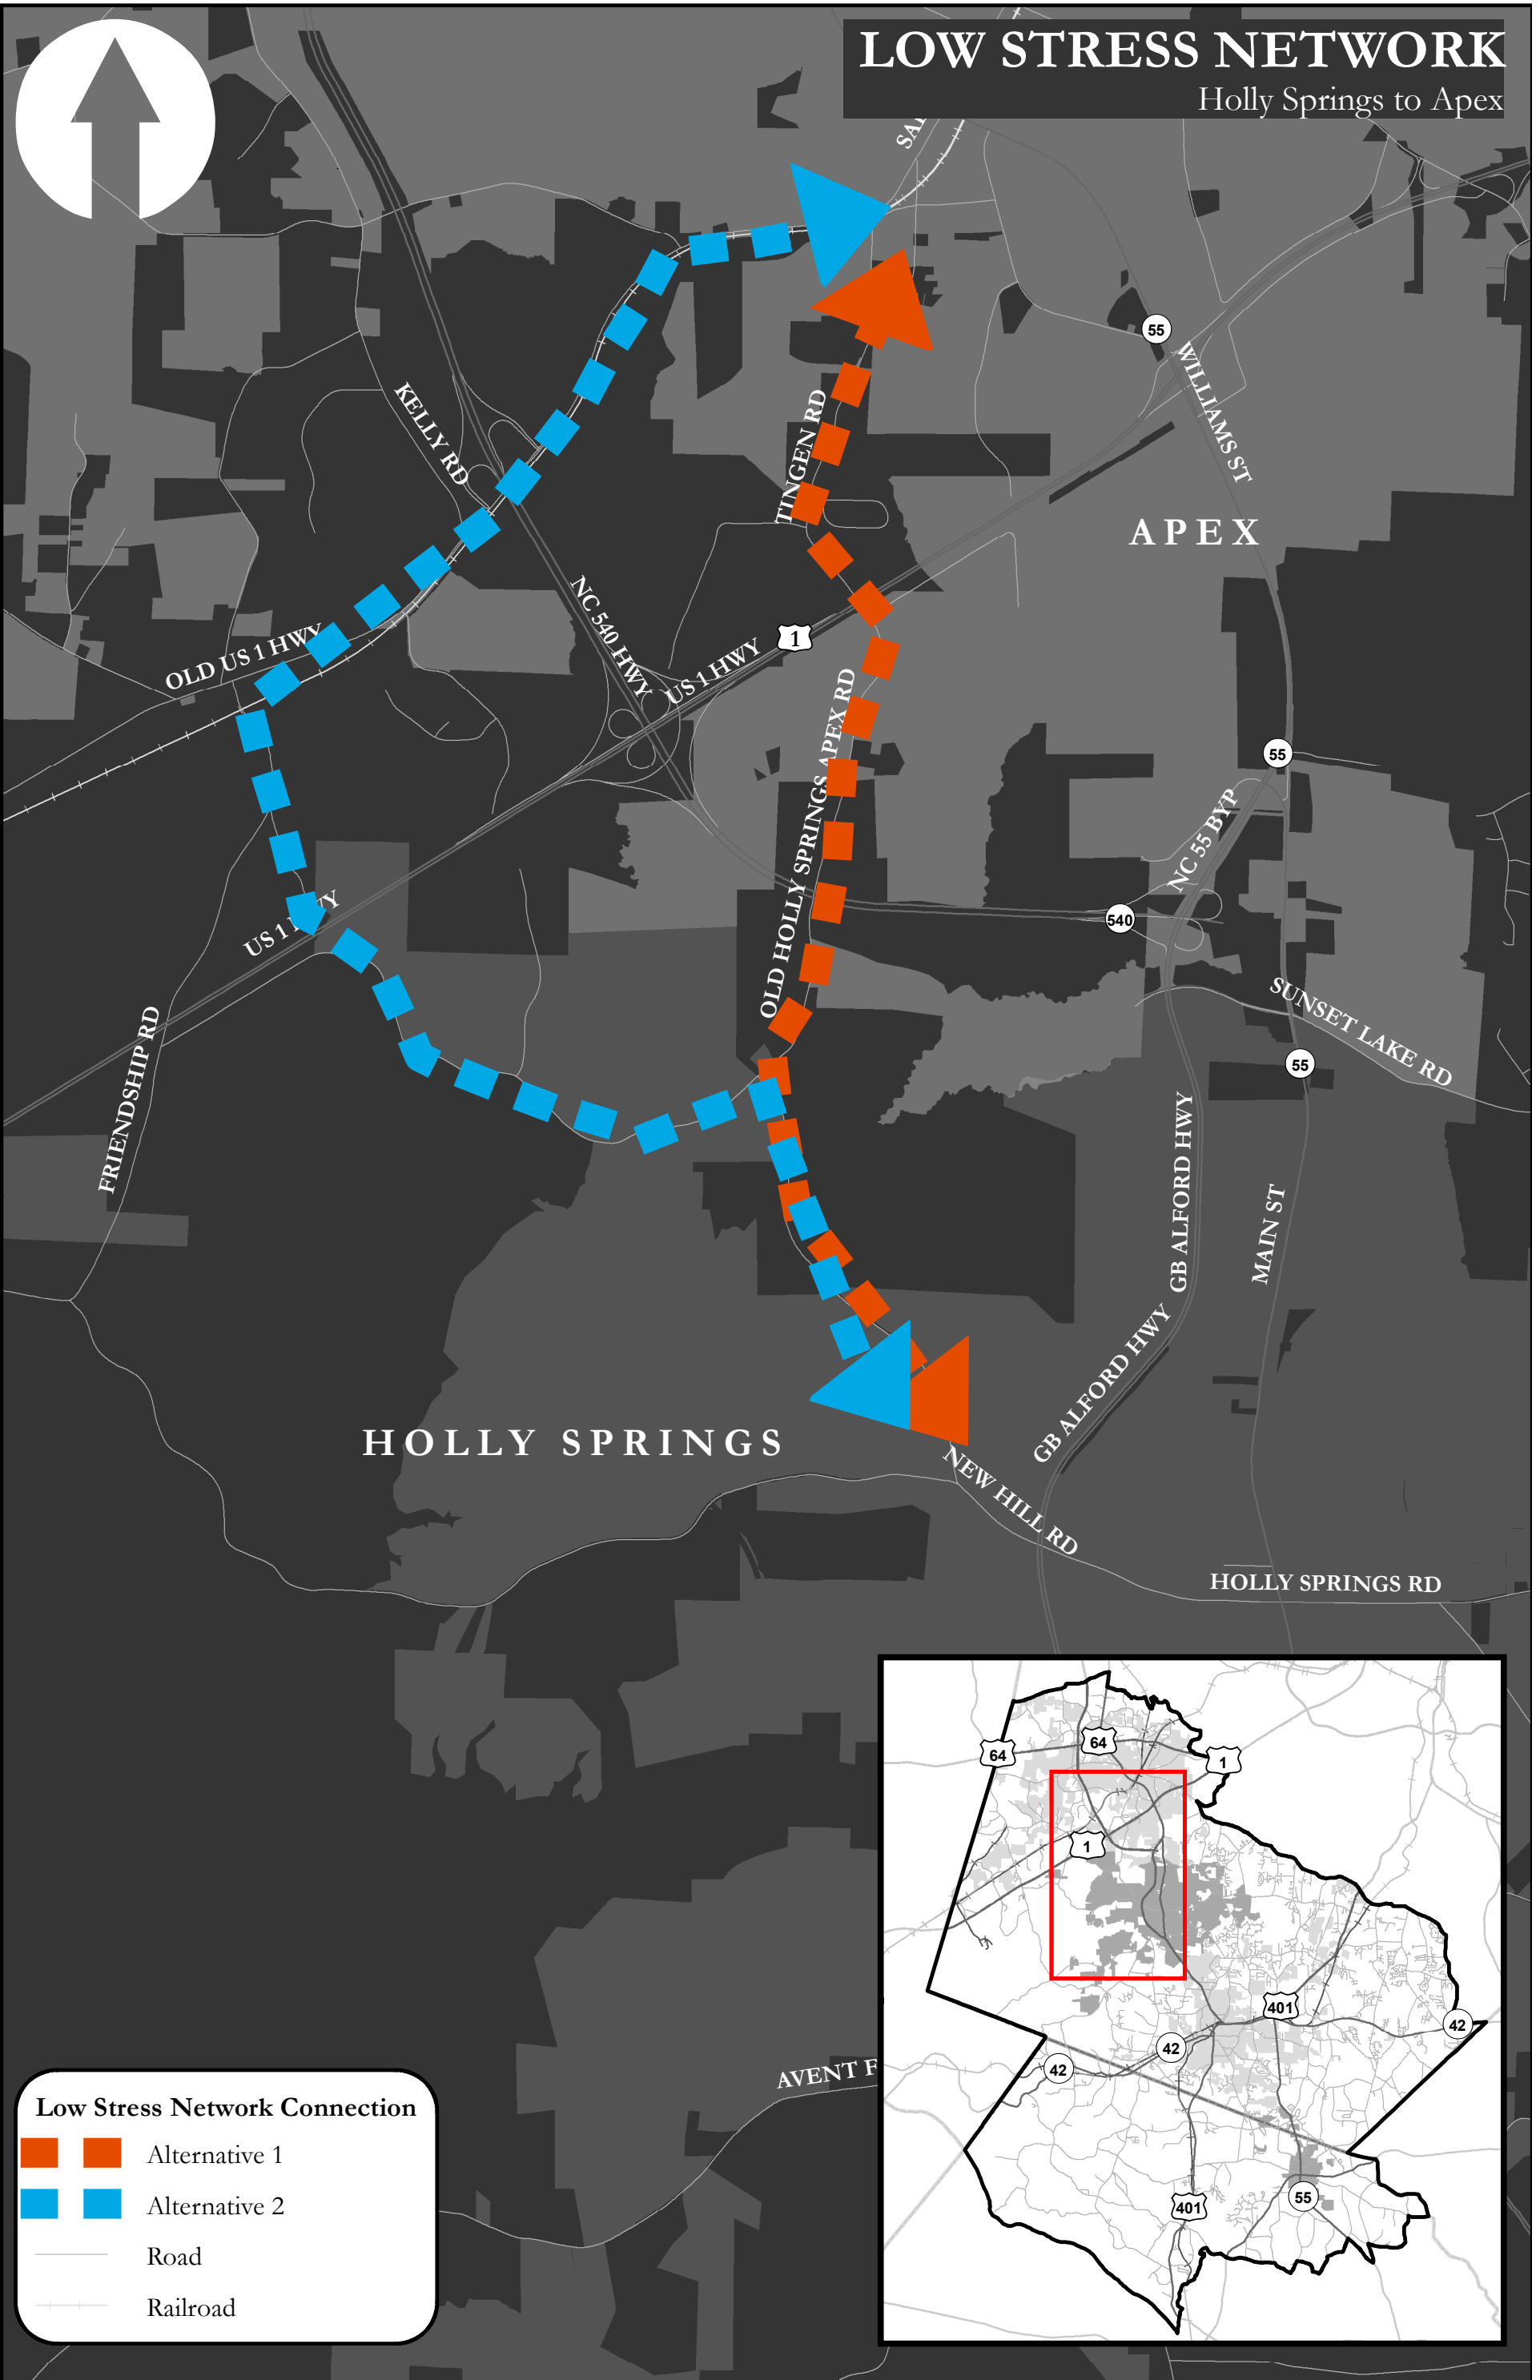 LOW STRESS NETWORK
Holly Springs to Apex
55
WILLIAMS ST
KELLY RD
TINGEN RD
APEX
NC 540 HWY
OLD US 1 HWY
US 1 HWY
1
OLD HOLLY SPRINGS APEX RD
55
NC 55 BYP
540
US 1 HWY
SUNSET LAKE RD
55
FRIENDSHIP RD
GB ALFORD HWY
MAIN ST
GB ALFORD HWY
HOLLY SPRINGS
NEW HILL RD
HOLLY SPRINGS RD
64
64
1
1
401
42
42
42
401
55
AVENT
Low Stress Network Connection
Alternative 1
Alternative 2
Road
Railroad